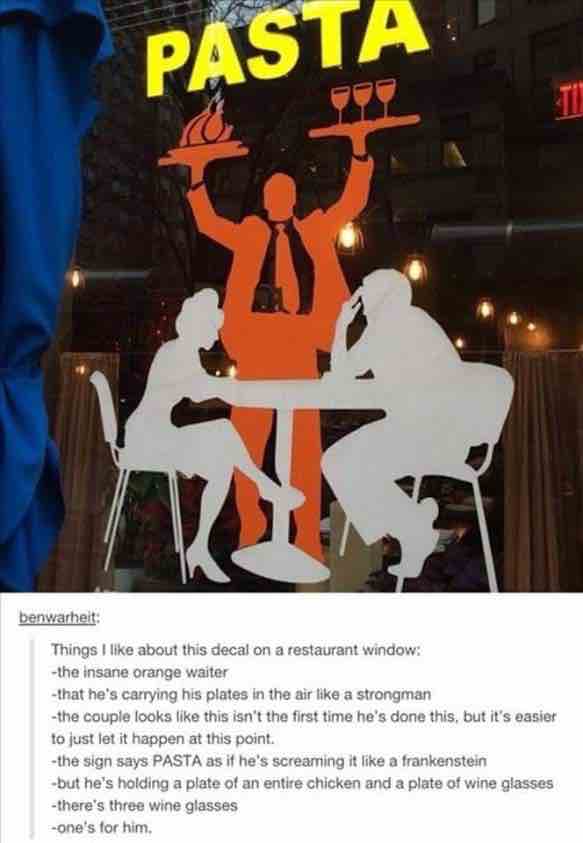 PASTA
benwarheit:
Things I like about this decal on a restaurant window:
-the insane orange waiter
-that he's carrying his plates in the air like a strongman
-the couple looks like this isn't the first time he's done this, but it's easier
to just let it happen at this point.
-the sign says PASTA as if he's screaming it like a frankenstein
-but he's holding a plate of an entire chicken and a plate of wine glasses
-there's three wine glasses
-one's for him.